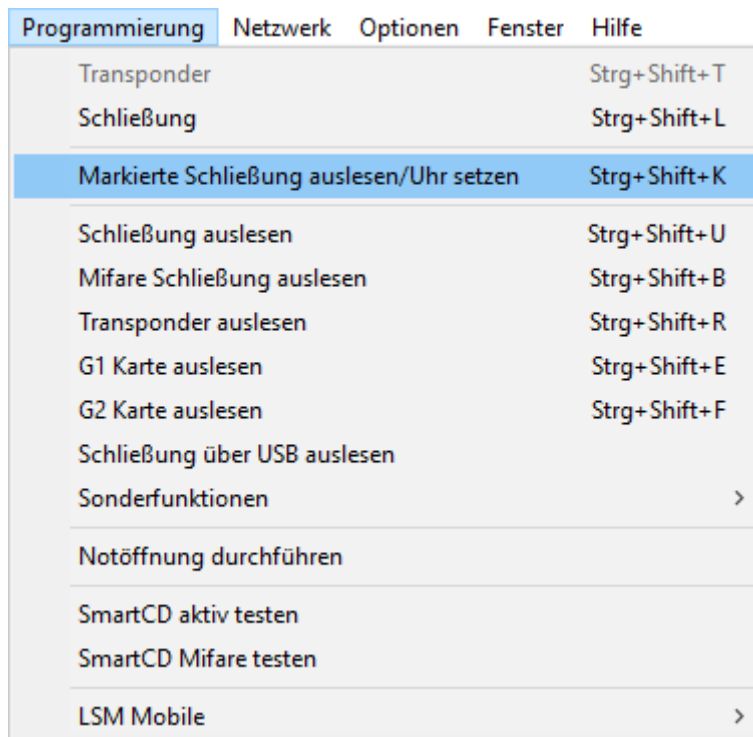 Programmierung Netzwerk Optionen Fenster Hilfe
Transponder Strg+Shift+T
Schließung Strg+Shift+L
Markierte Schließung auslesen/Uhr setzen Strg+Shift+K
Schließung auslesen Strg+Shift+U
Mifare Schließung auslesen Strg+Shift+B
Transponder auslesen Strg+Shift+R
G1 Karte auslesen Strg+Shift+E
G2 Karte auslesen Strg+Shift+F
Schließung über USB auslesen
Sonderfunktionen
Notöffnung durchführen
SmartCD aktiv testen
SmartCD Mifare testen
LSM Mobile